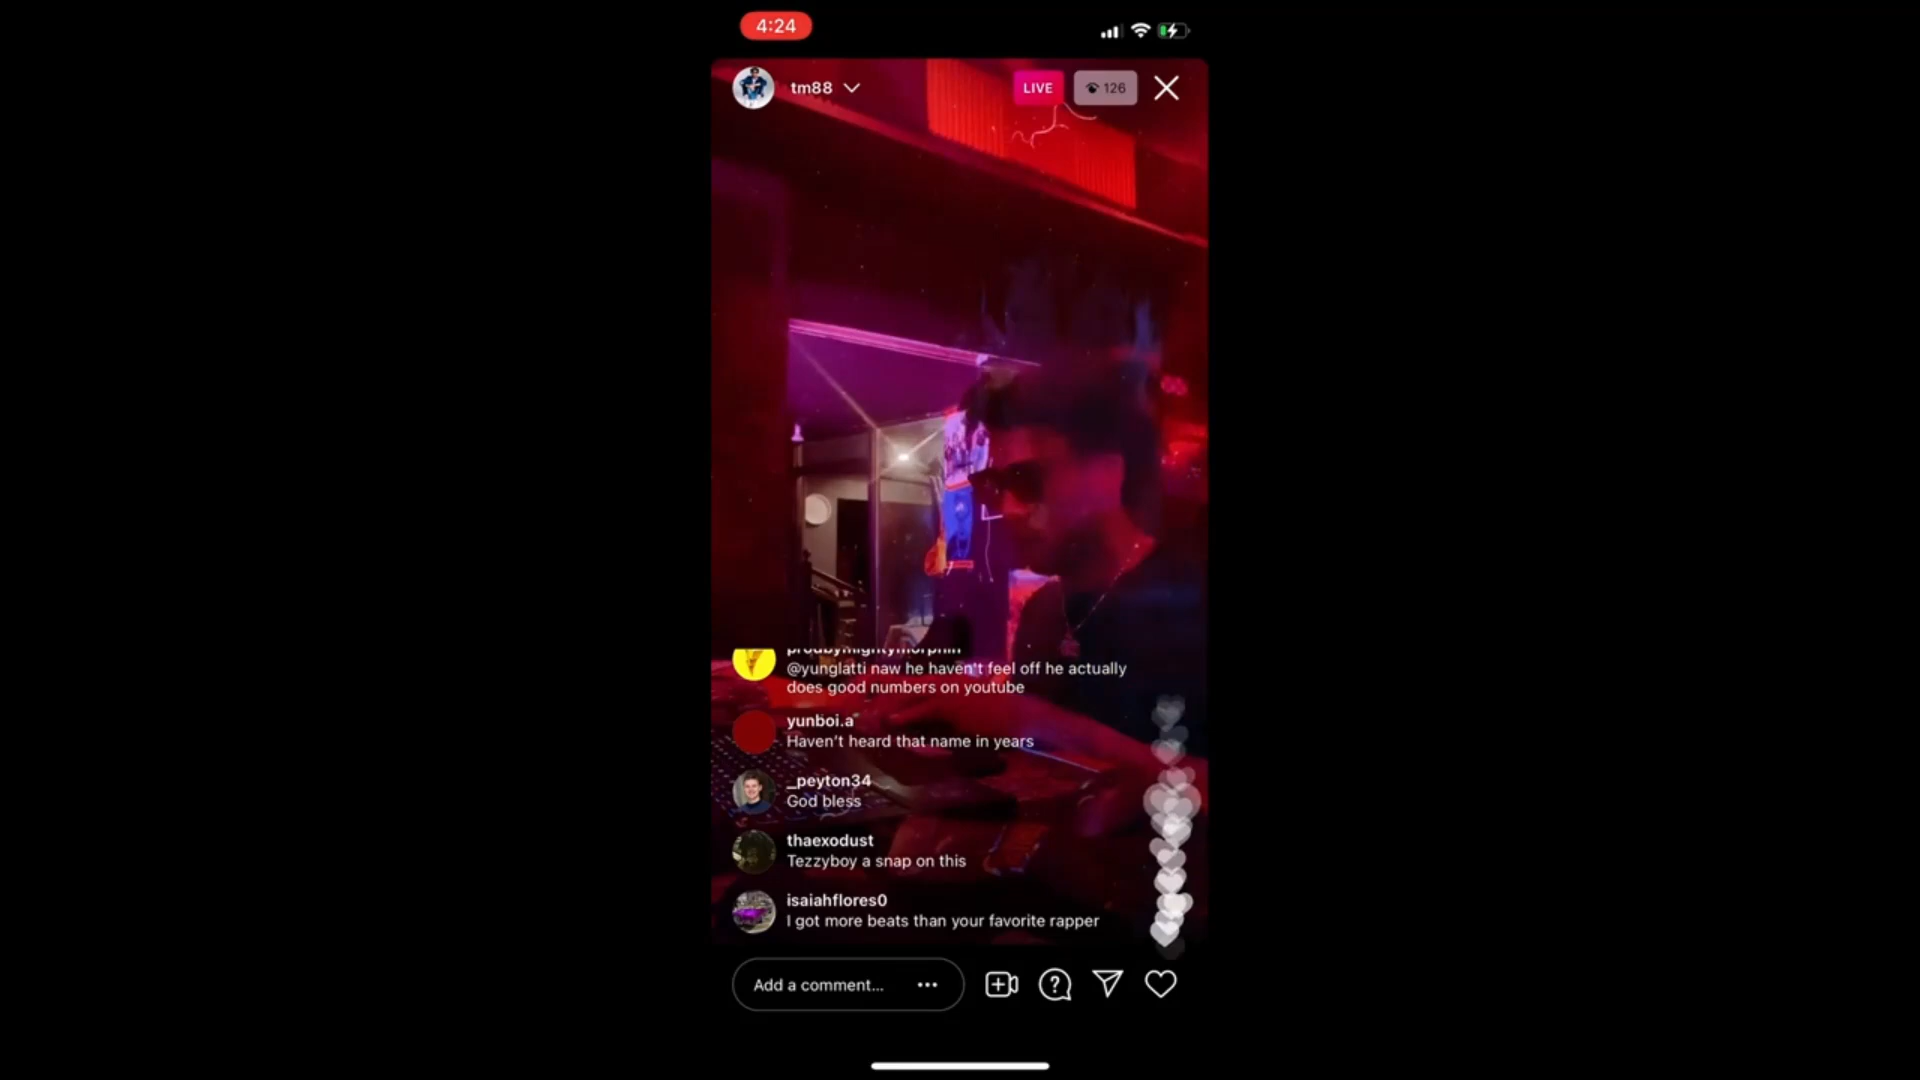 4:24
tm88
LIVE
126
prodbymightymorphin
@yunglatti naw he haven't feel off he actually
does good numbers on youtube
yunboi.a
Haven't heard that name in years
_peyton34
God bless
thaexodust
Tezzyboy a snap on this
isaiahflores0
I got more beats than your favorite rapper
Add a comment...